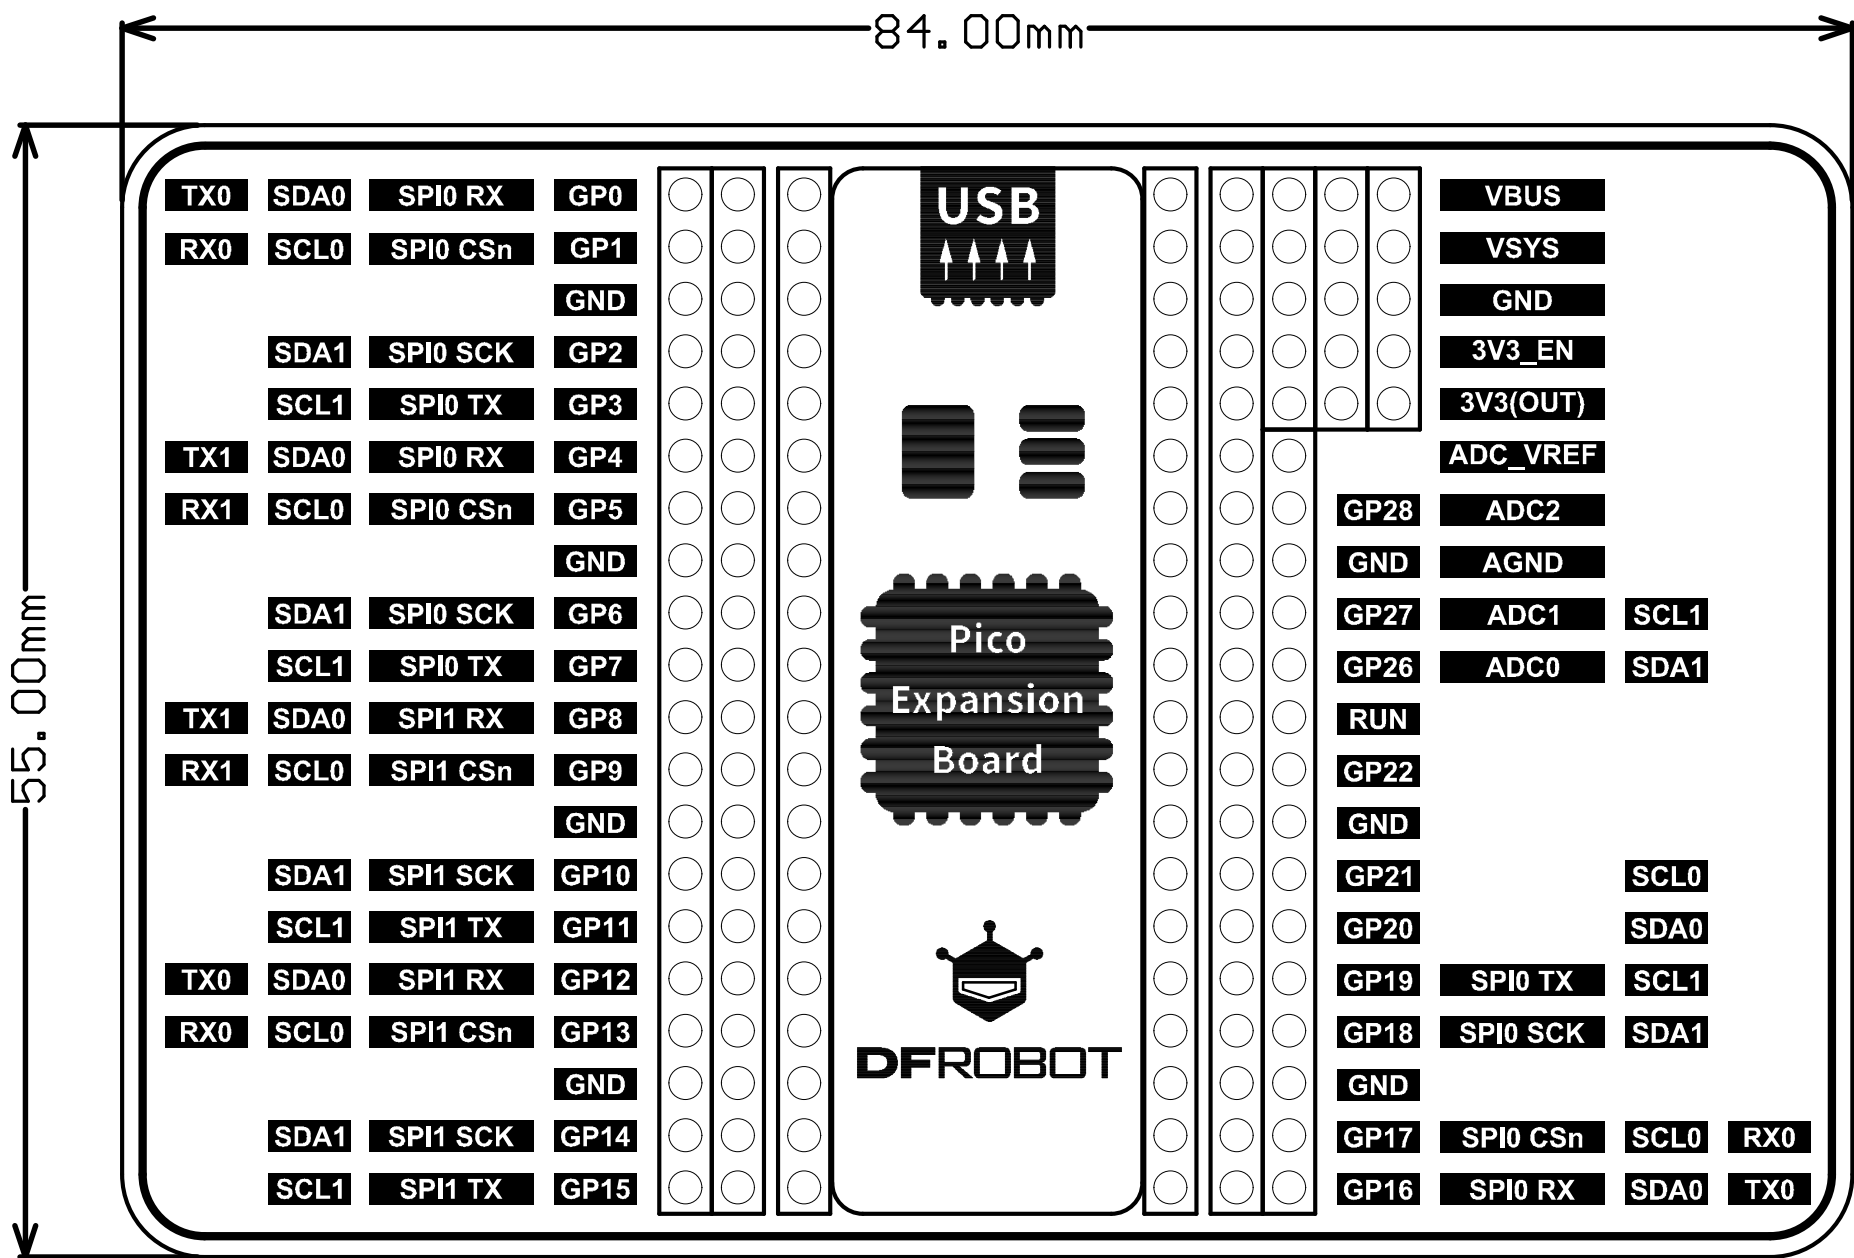 84.00mm
TX0 SDA0 SPI0 RX GP0 USB VBUS
RX0 SCL0 SPI0 CSn GP1 VSYS
GND GND
SDA1 SPI0 SCK GP2 3V3_EN
SCL1 SPI0 TX GP3 3V3(OUT)
TX1 SDA0 SPI0 RX GP4 ADC_VREF
RX1 SCL0 SPI0 CSn GP5 GP28 ADC2
GND GND AGND
SDA1 SPI0 SCK GP6 Pico GP27 ADC1 SCL1
SCL1 SPI0 TX GP7 Expansion GP26 ADC0 SDA1
TX1 SDA0 SPI1 RX GP8 RUN
RX1 SCL0 SPI1 CSn GP9 Board GP22
GND GND
SDA1 SPI1 SCK GP10 GP21 SCL0
SCL1 SPI1 TX GP11 GP20 SDA0
TX0 SDA0 SPI1 RX GP12 GP19 SPI0 TX SCL1
RX0 SCL0 SPI1 CSn GP13 GP18 SPI0 SCK SDA1
GND DFROBOT GND
SDA1 SPI1 SCK GP14 GP17 SPI0 CSn SCL0 RX0
SCL1 SPI1 TX GP15 GP16 SPI0 RX SDA0 TX0
55.00mm